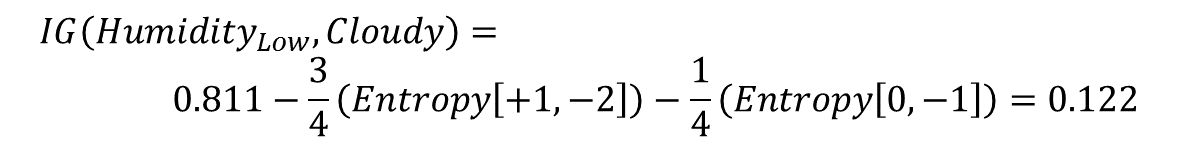 IG(Humidity_Low, Cloudy) =
0.811 − 3/4 (Entropy[+1, −2]) − 1/4 (Entropy[0, −1]) = 0.122